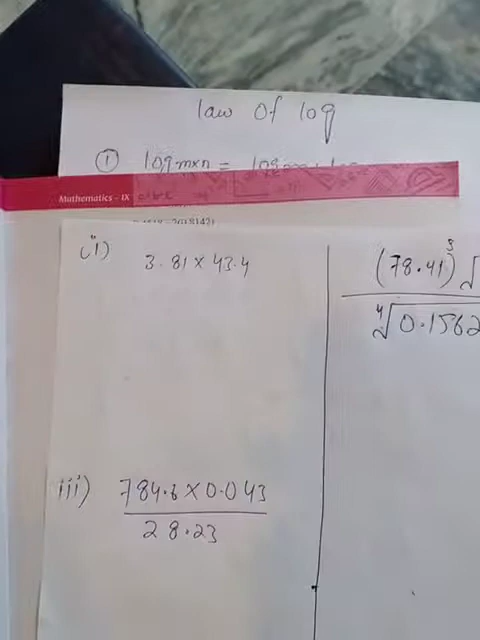 law of log
① log m×n =
Mathematics - IX
ii) 3.81 × 43.4
(78.41)³ √
⁴√0.1562
iii) 784.6 × 0.043
28.23